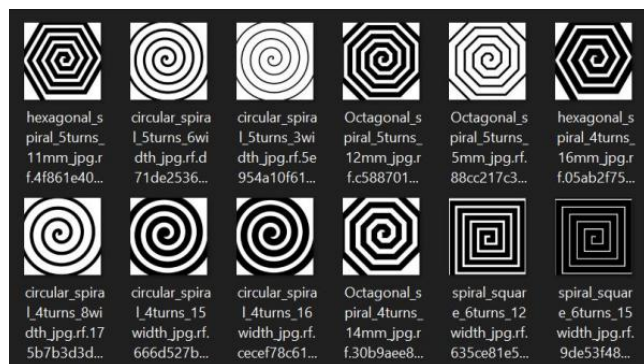 hexagonal_s
piral_5turns_
11mm_jpg.r
f.4f861e40...
circular_spira
l_5turns_6wi
dth_jpg.rf.d
71de2536...
circular_spira
l_5turns_3wi
dth_jpg.rf.5e
954a10f61...
Octagonal_s
piral_5turns_
12mm_jpg.r
f.c588701...
Octagonal_s
piral_5turns_
5mm_jpg.rf.
88cc217c3...
hexagonal_s
piral_4turns_
16mm_jpg.r
f.05ab2f75...
circular_spira
l_4turns_8wi
dth_jpg.rf.17
5b7b3d3d...
circular_spira
l_4turns_15
width_jpg.rf.
666d527b...
circular_spira
l_4turns_16
width_jpg.rf.
cecef78c61...
Octagonal_s
piral_4turns_
14mm_jpg.r
f.30b9aee8...
spiral_squar
e_6turns_12
width_jpg.rf.
635ce81e5...
spiral_squar
e_6turns_15
width_jpg.rf.
9de53f48...